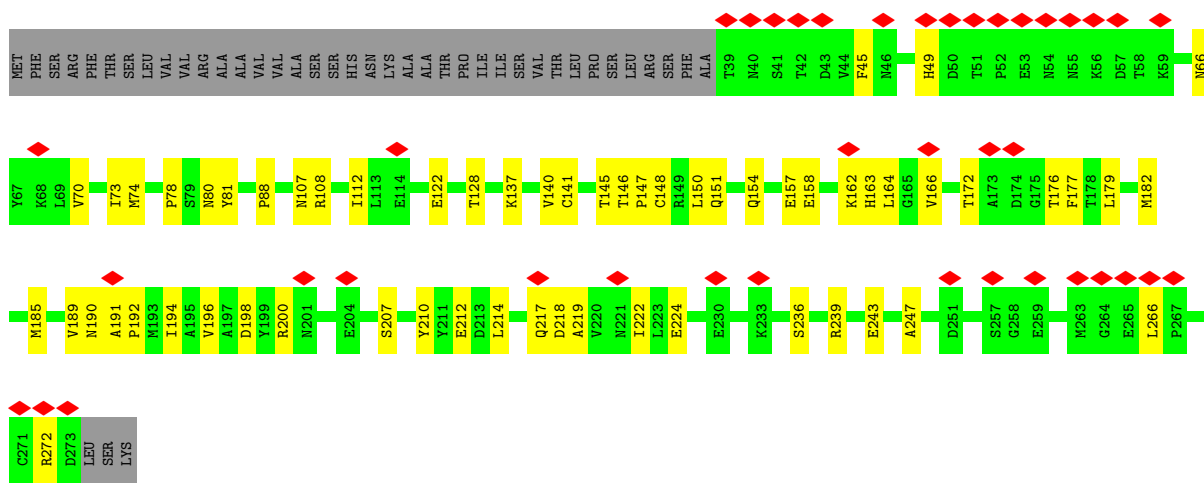 MET PHE SER ARG PHE THR SER LEU VAL VAL ARG ALA ALA VAL VAL ALA SER SER HIS ASN LYS ALA ALA THR PRO ILE ILE SER VAL THR LEU PRO SER LEU ARG SER PHE ALA T39 N40 S41 T42 D43 V44 F45 N46 H49 D50 T51 P52 E53 N54 N55 K56 D57 T58 K59 N66
Y67 K68 L69 V70 I73 M74 P78 S79 N80 Y81 P88 N107 R108 I112 L113 E114 E122 T128 K137 V140 C141 T145 T146 P147 C148 R149 L150 Q151 Q154 E157 E158 K162 H163 L164 G165 V166 T172 A173 D174 G175 T176 F177 T178 L179 M182
M185 V189 N190 A191 P192 M193 I194 A195 V196 A197 D198 Y199 R200 N201 E204 S207 Y210 Y211 E212 D213 L214 Q217 D218 A219 V220 N221 I222 L223 E224 E230 K233 S236 R239 E243 A247 D251 S257 G258 E259 M263 G264 E265 L266 P267
C271 R272 D273 LEU SER LYS